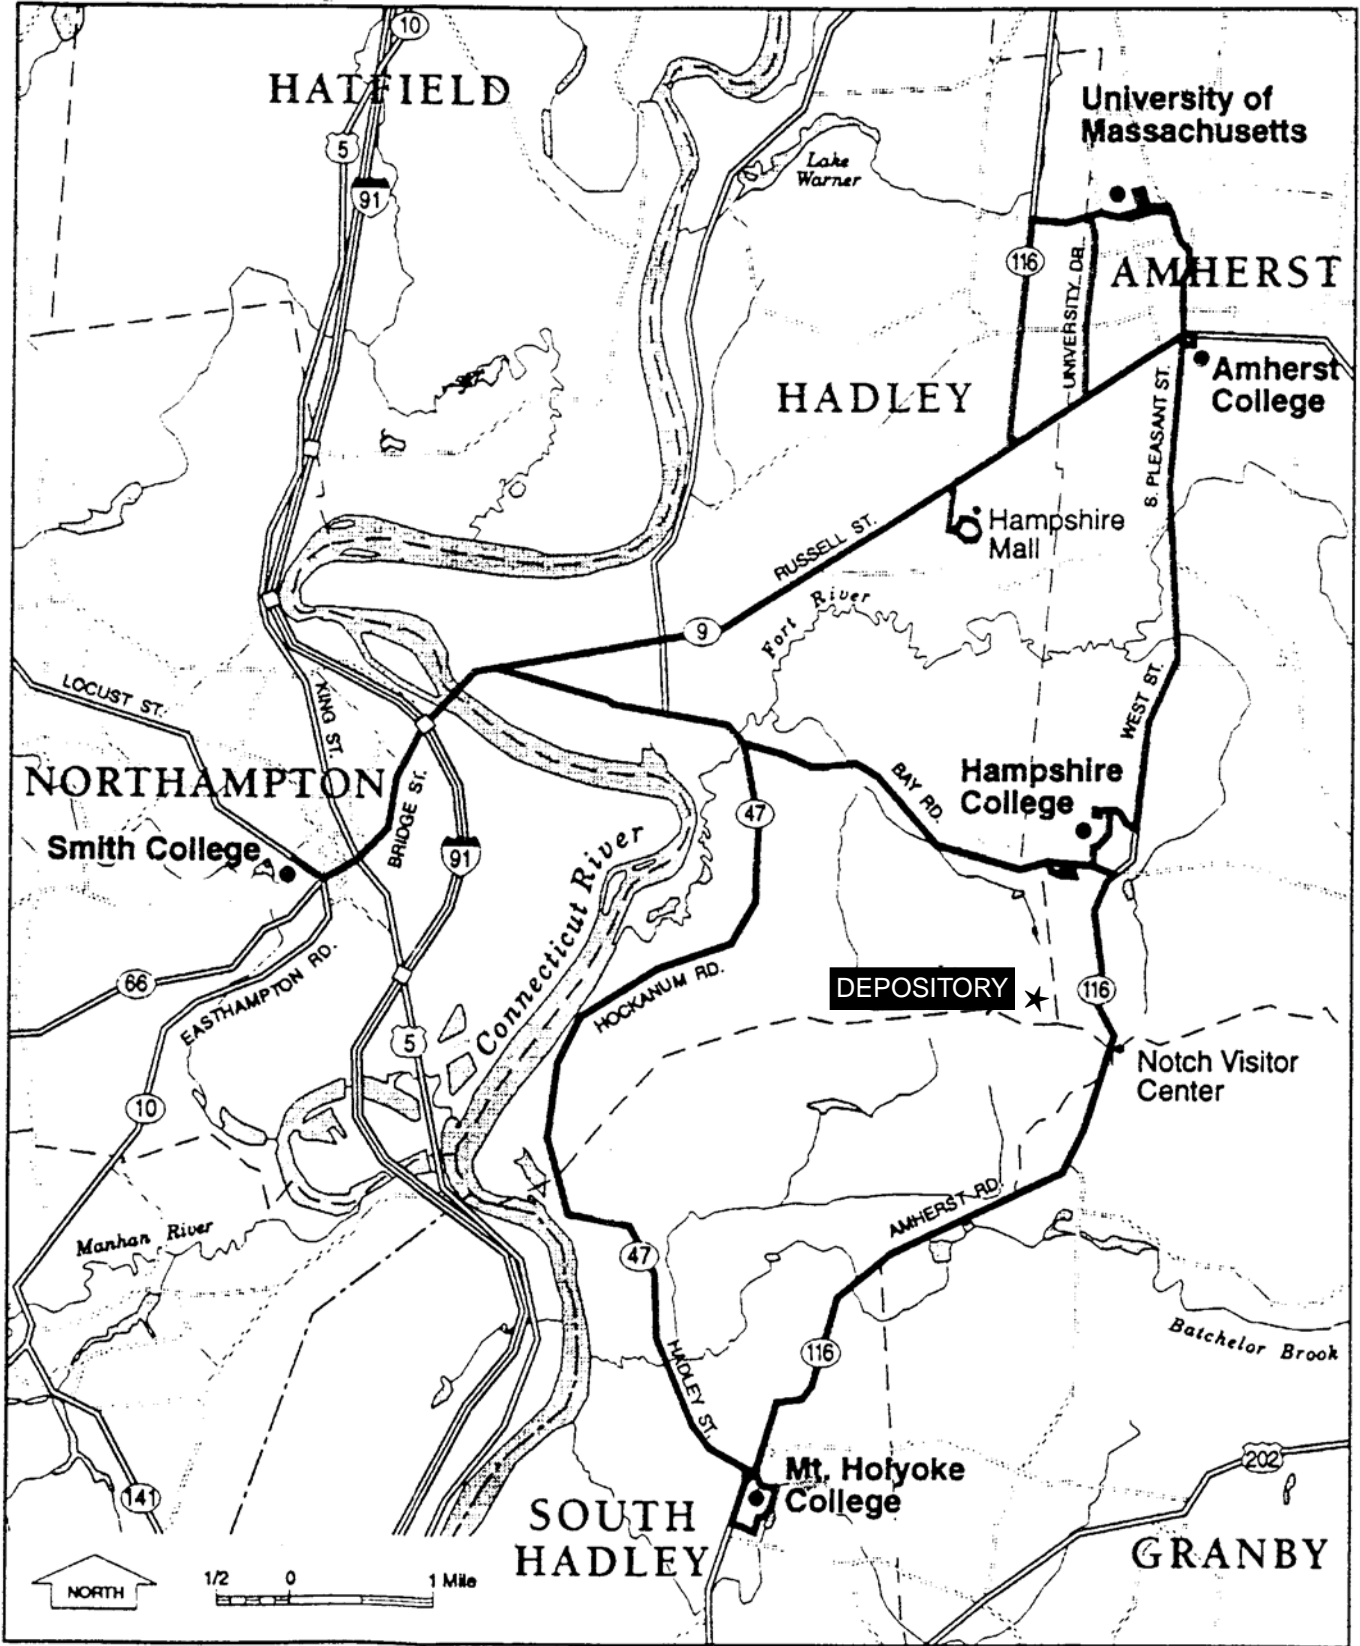 10
HATFIELD
University of
Massachusetts
5
Lake
Warner
91
116
UNIVERSITY DR.
AMHERST
HADLEY
Amherst
College
S. PLEASANT ST.
Hampshire
Mall
RUSSELL ST.
Fort River
9
LOCUST ST.
KING ST.
WEST ST.
NORTHAMPTON
BAY RD.
Hampshire
College
BRIDGE ST.
47
Smith College
91
Connecticut River
66
EASTHAMPTON RD.
HOCKANUM RD.
DEPOSITORY
116
5
Notch Visitor
Center
10
AMHERST RD.
Manhan River
47
116
Batchelor Brook
HADLEY ST.
202
141
Mt. Holyoke
College
SOUTH
HADLEY
GRANBY
NORTH
1/2 0 1 Mile